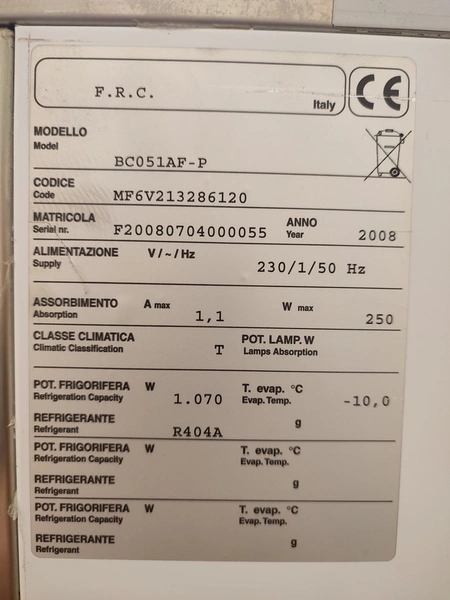 F.R.C.
Italy CE
MODELLO
Model
BC051AF-P
CODICE
Code MF6V213286120
MATRICOLA
Serial nr. F20080704000055 ANNO
Year 2008
ALIMENTAZIONE V / ~ / Hz
Supply 230/1/50 Hz
ASSORBIMENTO A max W max
Absorption 1,1 250
CLASSE CLIMATICA POT. LAMP. W
Climatic Classification T Lamps Absorption
POT. FRIGORIFERA W T. evap. °C
Refrigeration Capacity 1.070 Evap. Temp. -10,0
REFRIGERANTE g
Refrigerant R404A
POT. FRIGORIFERA W T. evap. °C
Refrigeration Capacity Evap. Temp.
REFRIGERANTE g
Refrigerant
POT. FRIGORIFERA W T. evap. °C
Refrigeration Capacity Evap. Temp.
REFRIGERANTE g
Refrigerant